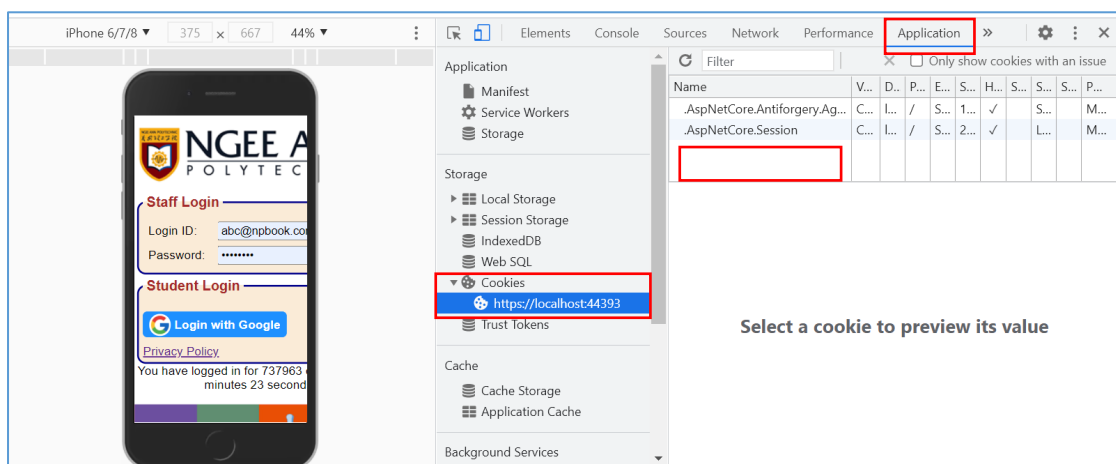 iPhone 6/7/8 ▼ 375 x 667 44% ▼
NGEE A
POLYTEC
Staff Login
Login ID: abc@npbook.co
Password: ••••••••
Student Login
Login with Google
Privacy Policy
You have logged in for 737963
minutes 23 second
Elements Console Sources Network Performance Application »
Application
Manifest
Service Workers
Storage
Storage
Local Storage
Session Storage
IndexedDB
Web SQL
Cookies
https://localhost:44393
Trust Tokens
Cache
Cache Storage
Application Cache
Background Services
Filter Only show cookies with an issue
Name V... D.. P... E... S... H... S... S... S... P...
.AspNetCore.Antiforgery.Ag... C... l... / S... 1... ✓ S... M...
.AspNetCore.Session C... l... / S... 2... ✓ L... M...
Select a cookie to preview its value